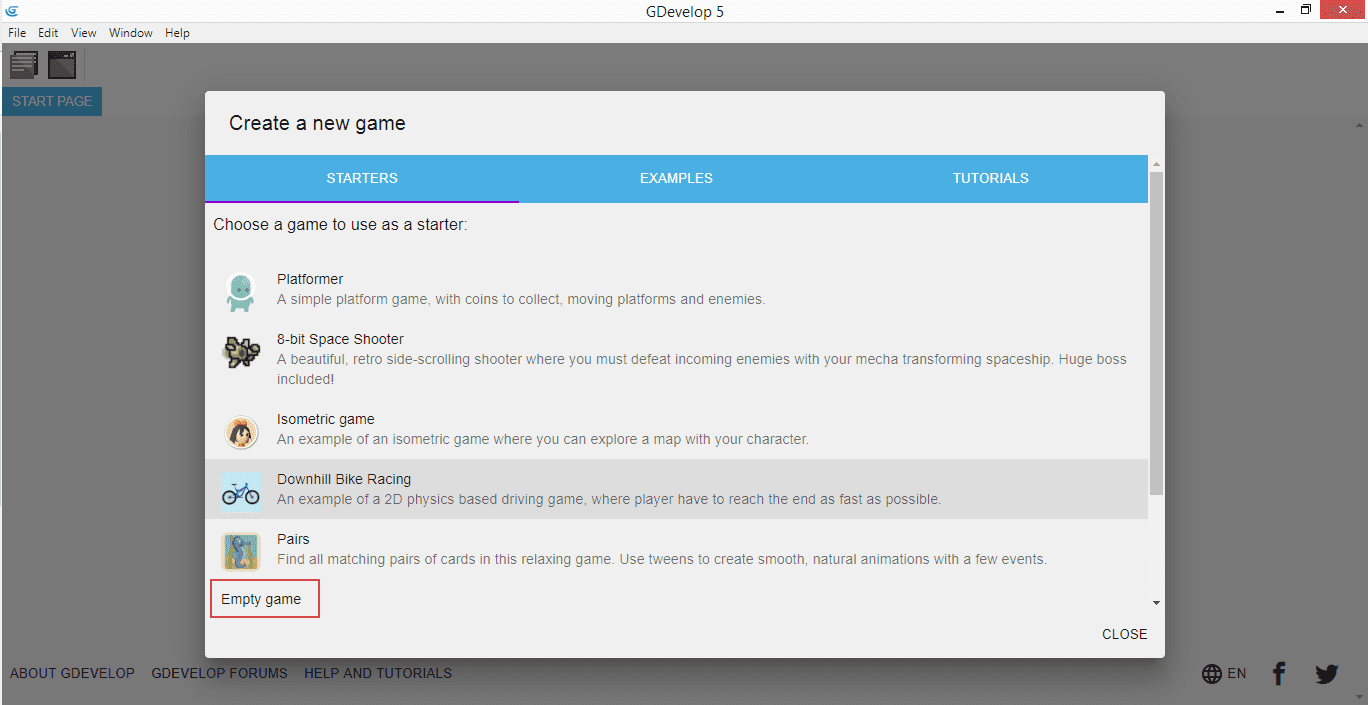 GDevelop 5
File Edit View Window Help
START PAGE
Create a new game
STARTERS EXAMPLES TUTORIALS
Choose a game to use as a starter:
Platformer
A simple platform game, with coins to collect, moving platforms and enemies.
8-bit Space Shooter
A beautiful, retro side-scrolling shooter where you must defeat incoming enemies with your mecha transforming spaceship. Huge boss
included!
Isometric game
An example of an isometric game where you can explore a map with your character.
Downhill Bike Racing
An example of a 2D physics based driving game, where player have to reach the end as fast as possible.
Pairs
Find all matching pairs of cards in this relaxing game. Use tweens to create smooth, natural animations with a few events.
Empty game
CLOSE
ABOUT GDEVELOP GDEVELOP FORUMS HELP AND TUTORIALS EN